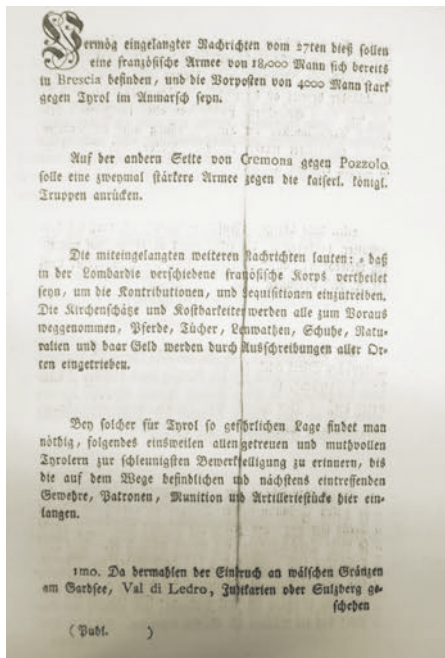 Vermög eingelangter Nachrichten vom 27ten dieß sollen
eine französische Armee von 18,000 Mann sich bereits
in Brescia befinden, und die Vorposten von 4000 Mann stark
gegen Tyrol im Anmarsch seyn.
Auf der andern Seite von Cremona gegen Pozzolo
solle eine zweymal stärkere Armee gegen die kaiserl. königl.
Truppen anrücken.
Die miteingelangten weiteren Nachrichten lauten: daß
in der Lombardie verschiedene französische Korps vertheilet
seyn, um die Kontributionen, und Requisitionen einzutreiben.
Die Kirchenschätze und Kostbarkeiten werden alle zum Voraus
weggenommen, Pferde, Tücher, Leinwathen, Schuhe, Natu-
ralien und baar Geld werden durch Ausschreibungen aller Or-
ten eingetrieben.
Bey solcher für Tyrol so gefährlichen Lage findet man
nöthig, folgendes einsweilen allen getreuen und muthvollen
Tyrolern zur schleunigsten Bewerkstelligung zu erinnern, bis
die auf dem Wege befindlichen und nächstens eintreffenden
Gewehre, Patronen, Munition und Artilleriestücke hier ein-
langen.
1mo. Da dermahlen der Einbruch an wälschen Gränzen
am Gardsee, Val di Ledro, Judikarien oder Sulzberg ge-
schehen
(Publ. )